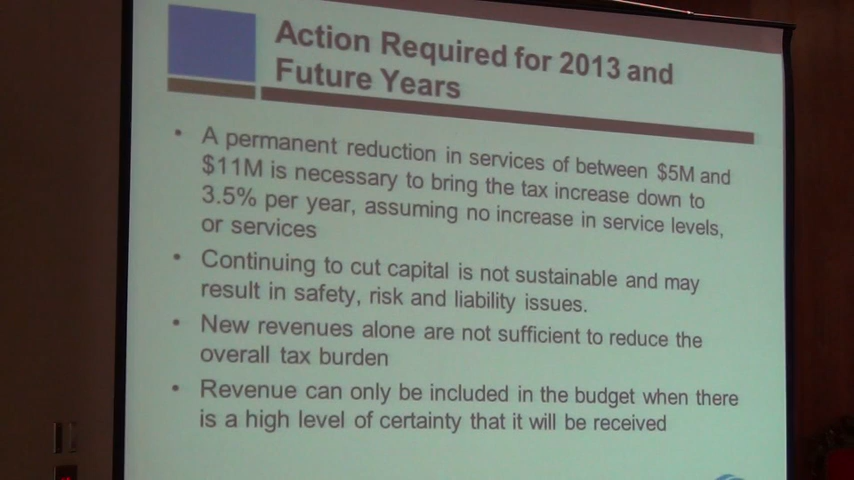 Action Required for 2013 and
Future Years
• A permanent reduction in services of between $5M and
$11M is necessary to bring the tax increase down to
3.5% per year, assuming no increase in service levels,
or services
• Continuing to cut capital is not sustainable and may
result in safety, risk and liability issues.
• New revenues alone are not sufficient to reduce the
overall tax burden
• Revenue can only be included in the budget when there
is a high level of certainty that it will be received